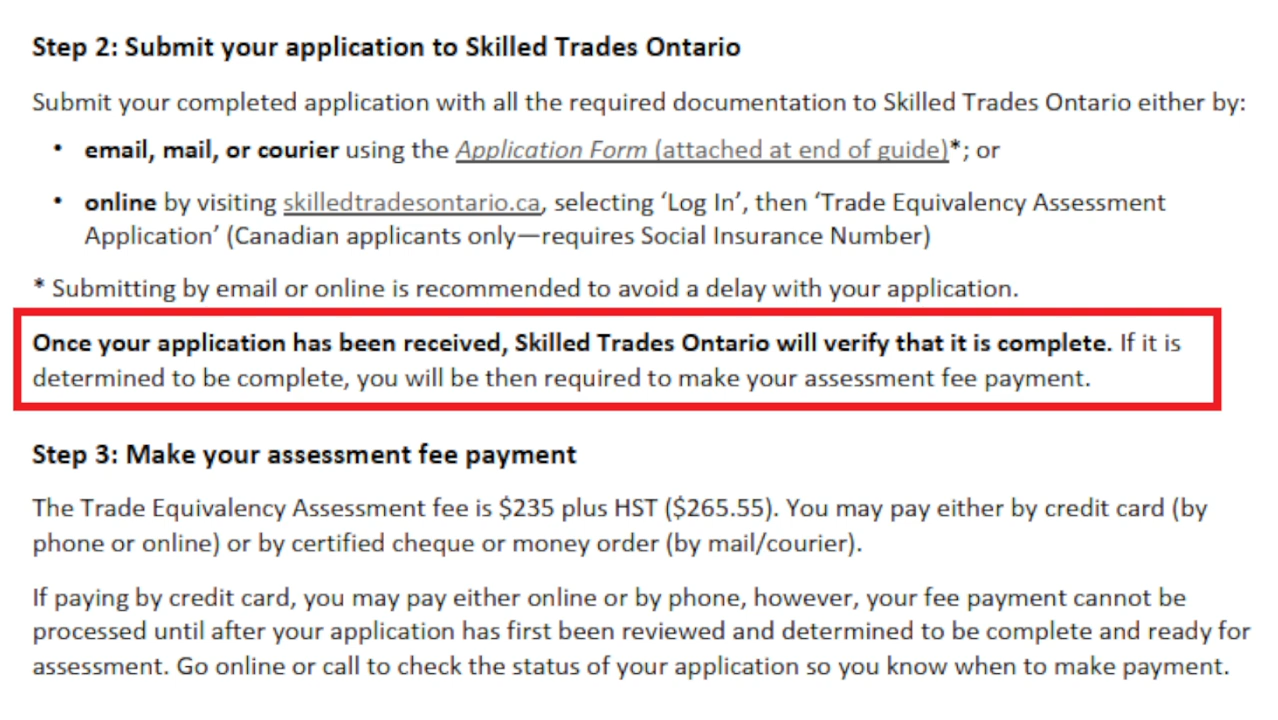 Step 2: Submit your application to Skilled Trades Ontario
Submit your completed application with all the required documentation to Skilled Trades Ontario either by:
• email, mail, or courier using the Application Form (attached at end of guide)*; or
• online by visiting skilledtradesontario.ca, selecting ‘Log In’, then ‘Trade Equivalency Assessment
Application’ (Canadian applicants only—requires Social Insurance Number)
* Submitting by email or online is recommended to avoid a delay with your application.
Once your application has been received, Skilled Trades Ontario will verify that it is complete. If it is
determined to be complete, you will be then required to make your assessment fee payment.
Step 3: Make your assessment fee payment
The Trade Equivalency Assessment fee is $235 plus HST ($265.55). You may pay either by credit card (by
phone or online) or by certified cheque or money order (by mail/courier).
If paying by credit card, you may pay either online or by phone, however, your fee payment cannot be
processed until after your application has first been reviewed and determined to be complete and ready for
assessment. Go online or call to check the status of your application so you know when to make payment.